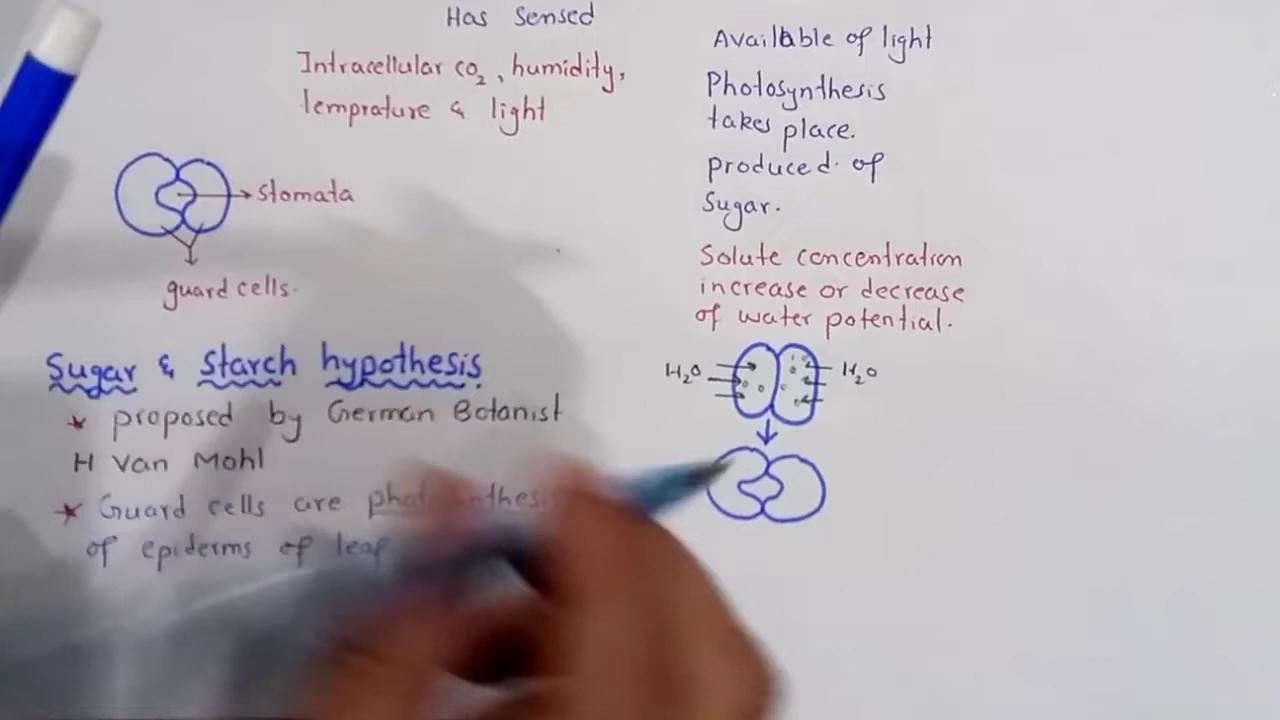 Has Sensed
Intracellular CO2, humidity,
Temprature & light
stomata
guard cells.
Sugar & Starch hypothesis
* proposed by German Botanist
H Van Mohl
* Guard cells are
of epiderms of leaf
Available of light
Photosynthesis
takes place.
produced. of
Sugar.
Solute concentration
increase or decrease
of water potential.
H2O H2O